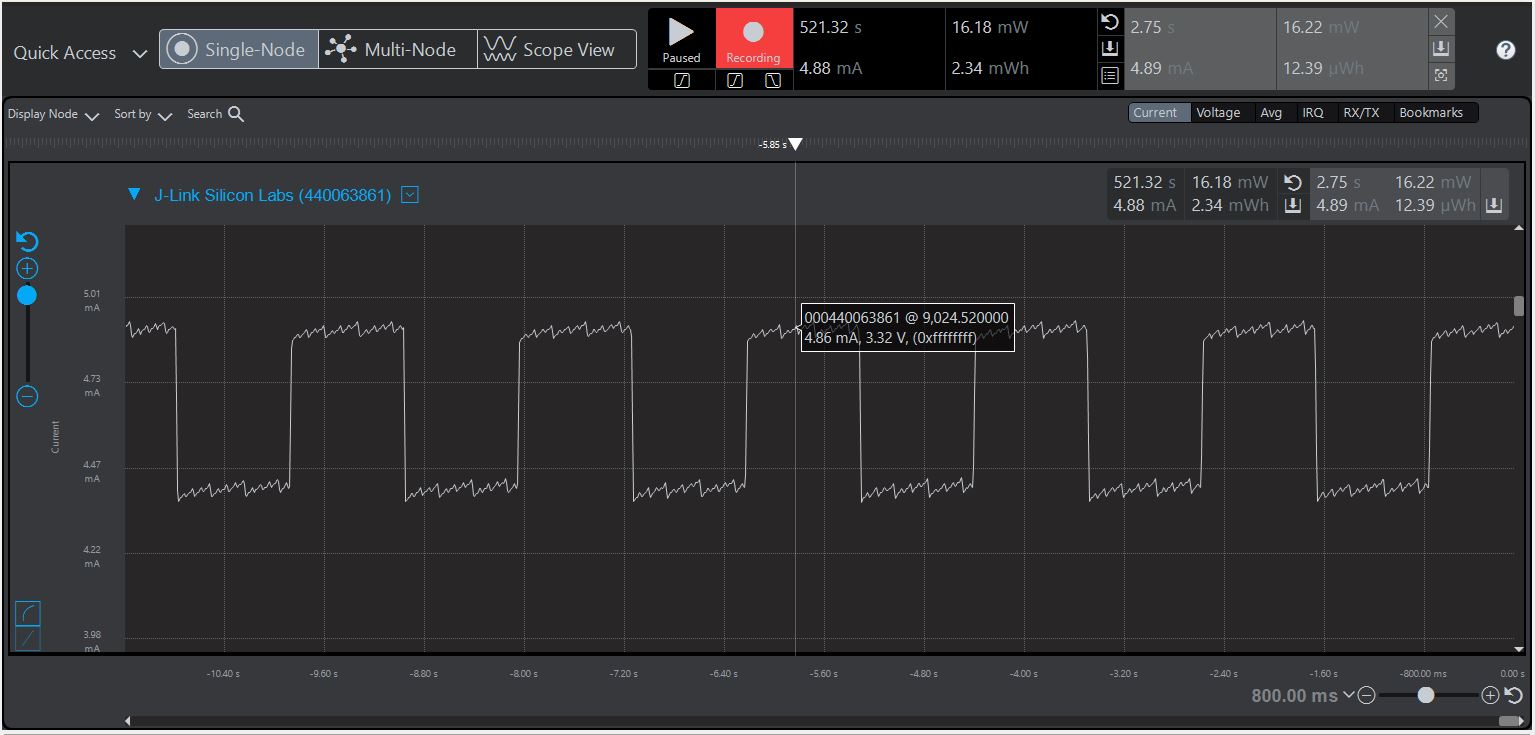 Quick Access
Single-Node
Multi-Node
Scope View
Paused
Recording
521.32 s
16.18 mW
4.88 mA
2.34 mWh
2.75 s
16.22 mW
4.89 mA
12.39 µWh
?
Display Node
Sort by
Search
Current
Voltage
Avg
IRQ
RX/TX
Bookmarks
-5.85 s
J-Link Silicon Labs (440063861)
521.32 s
16.18 mW
2.75 s
16.22 mW
4.88 mA
2.34 mWh
4.89 mA
12.39 µWh
5.01
mA
000440063861 @ 9,024.520000
4.86 mA, 3.32 V, (0xffffffff)
4.73
mA
Current
4.47
mA
4.22
mA
3.98
mA
-10.40 s
-9.60 s
-8.80 s
-8.00 s
-7.20 s
-6.40 s
-5.60 s
-4.80 s
-4.00 s
-3.20 s
-2.40 s
-1.60 s
-800.00 ms
0.00 s
800.00 ms